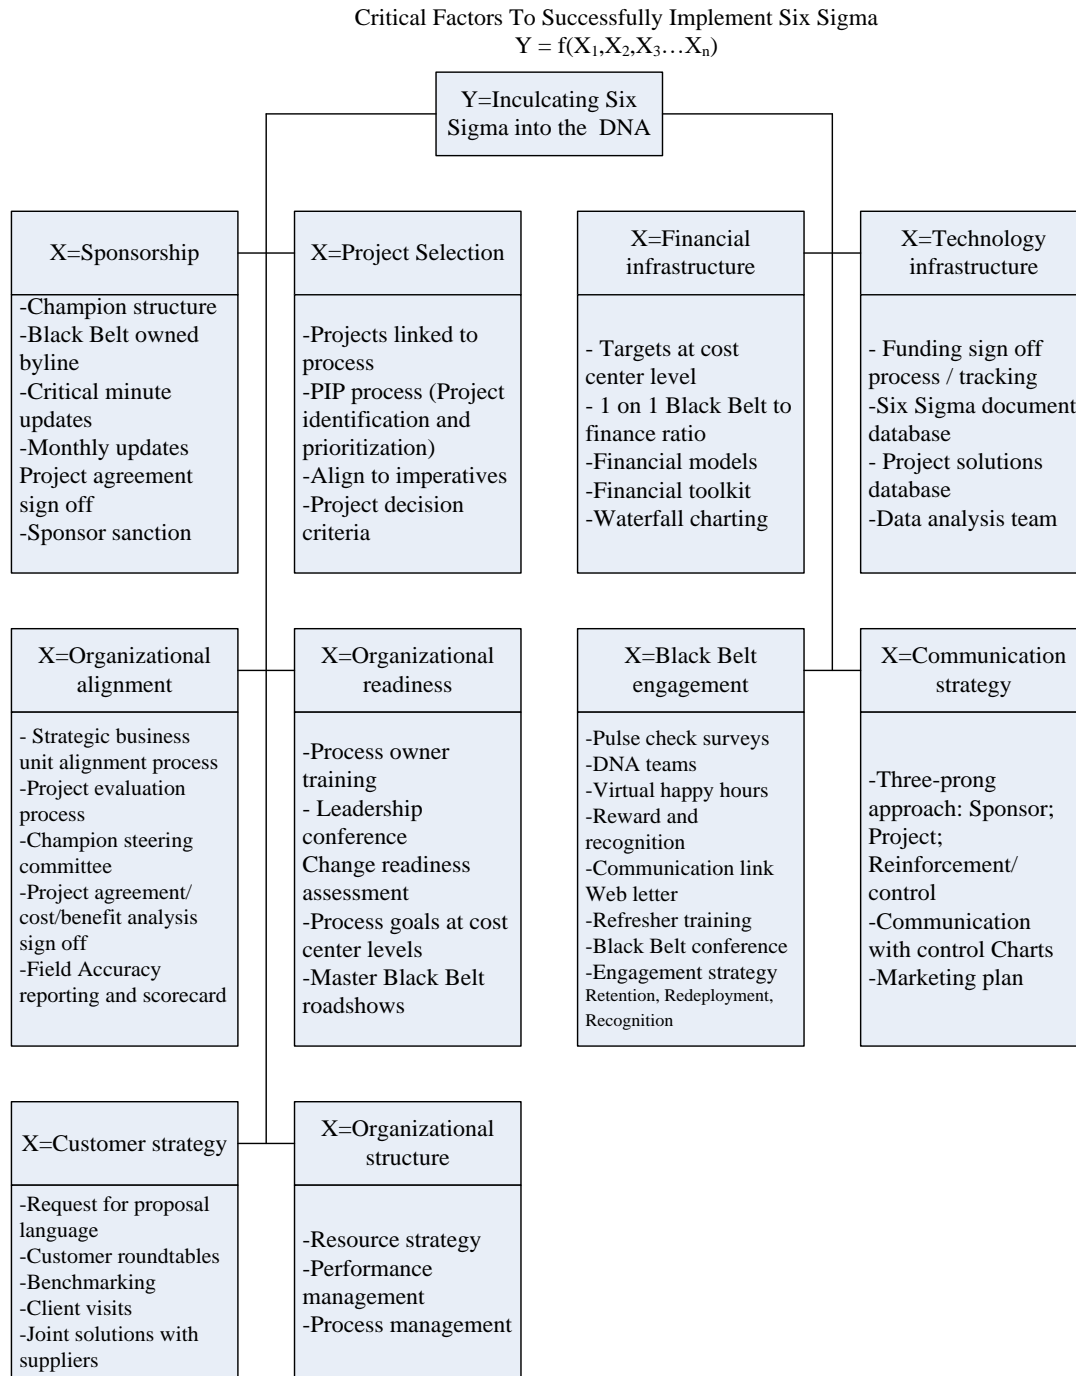 Critical Factors To Successfully Implement Six Sigma
Y = f(X₁,X₂,X₃…Xₙ)
Y=Inculcating Six
Sigma into the DNA
X=Sponsorship
-Champion structure
-Black Belt owned
byline
-Critical minute
updates
-Monthly updates
Project agreement
sign off
-Sponsor sanction
X=Project Selection
-Projects linked to
process
-PIP process (Project
identification and
prioritization)
-Align to imperatives
-Project decision
criteria
X=Financial
infrastructure
- Targets at cost
center level
- 1 on 1 Black Belt to
finance ratio
-Financial models
-Financial toolkit
-Waterfall charting
X=Technology
infrastructure
- Funding sign off
process / tracking
-Six Sigma document
database
- Project solutions
database
-Data analysis team
X=Organizational
alignment
- Strategic business
unit alignment process
-Project evaluation
process
-Champion steering
committee
-Project agreement/
cost/benefit analysis
sign off
-Field Accuracy
reporting and scorecard
X=Organizational
readiness
-Process owner
training
- Leadership
conference
Change readiness
assessment
-Process goals at cost
center levels
-Master Black Belt
roadshows
X=Black Belt
engagement
-Pulse check surveys
-DNA teams
-Virtual happy hours
-Reward and
recognition
-Communication link
Web letter
-Refresher training
-Black Belt conference
-Engagement strategy
Retention, Redeployment,
Recognition
X=Communication
strategy
-Three-prong
approach: Sponsor;
Project;
Reinforcement/
control
-Communication
with control Charts
-Marketing plan
X=Customer strategy
-Request for proposal
language
-Customer roundtables
-Benchmarking
-Client visits
-Joint solutions with
suppliers
X=Organizational
structure
-Resource strategy
-Performance
management
-Process management